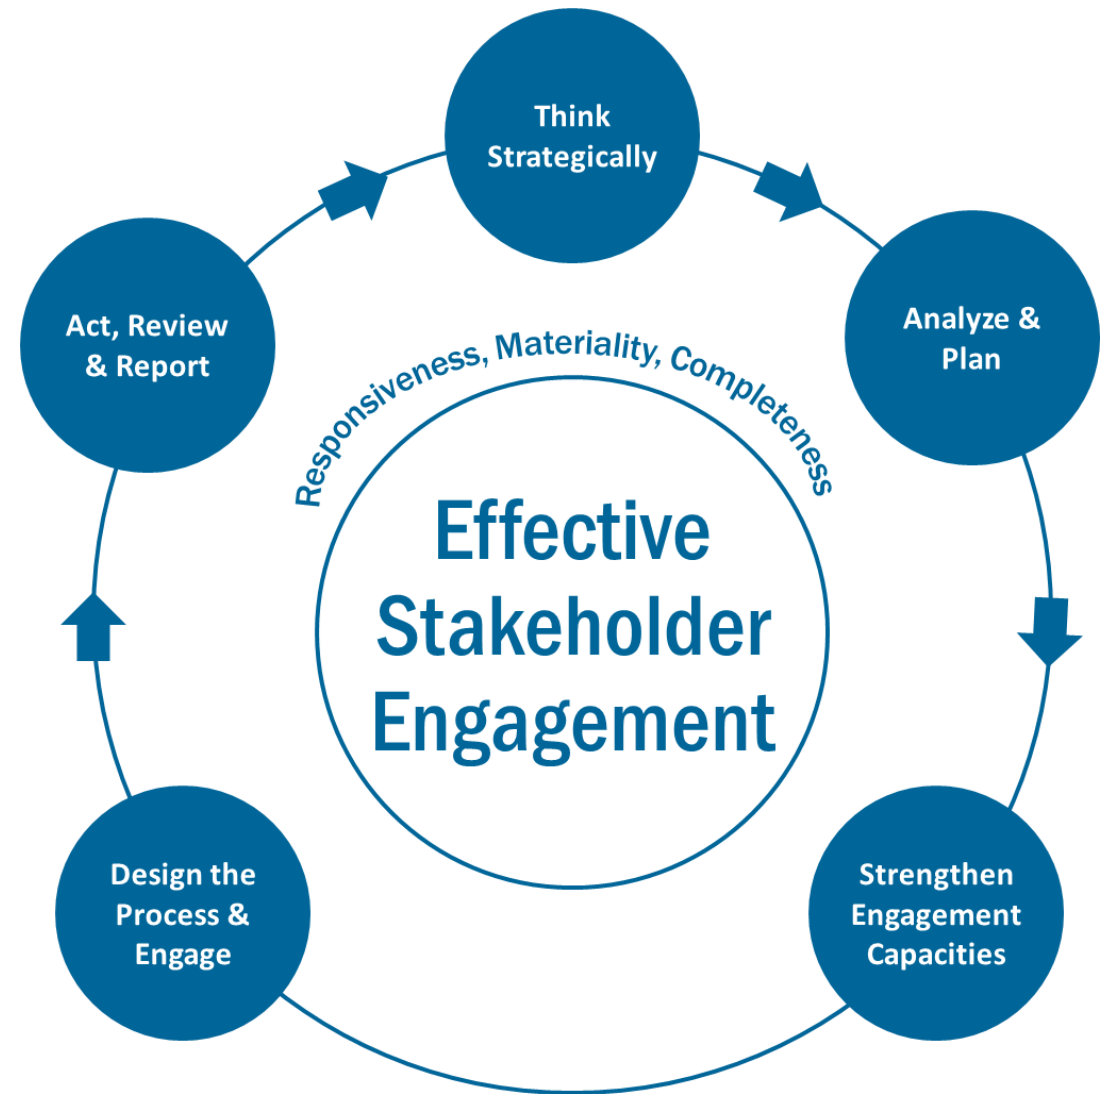 Think
Strategically
Analyze &
Plan
Strengthen
Engagement
Capacities
Design the
Process &
Engage
Act, Review
& Report
Responsiveness, Materiality, Completeness
Effective
Stakeholder
Engagement